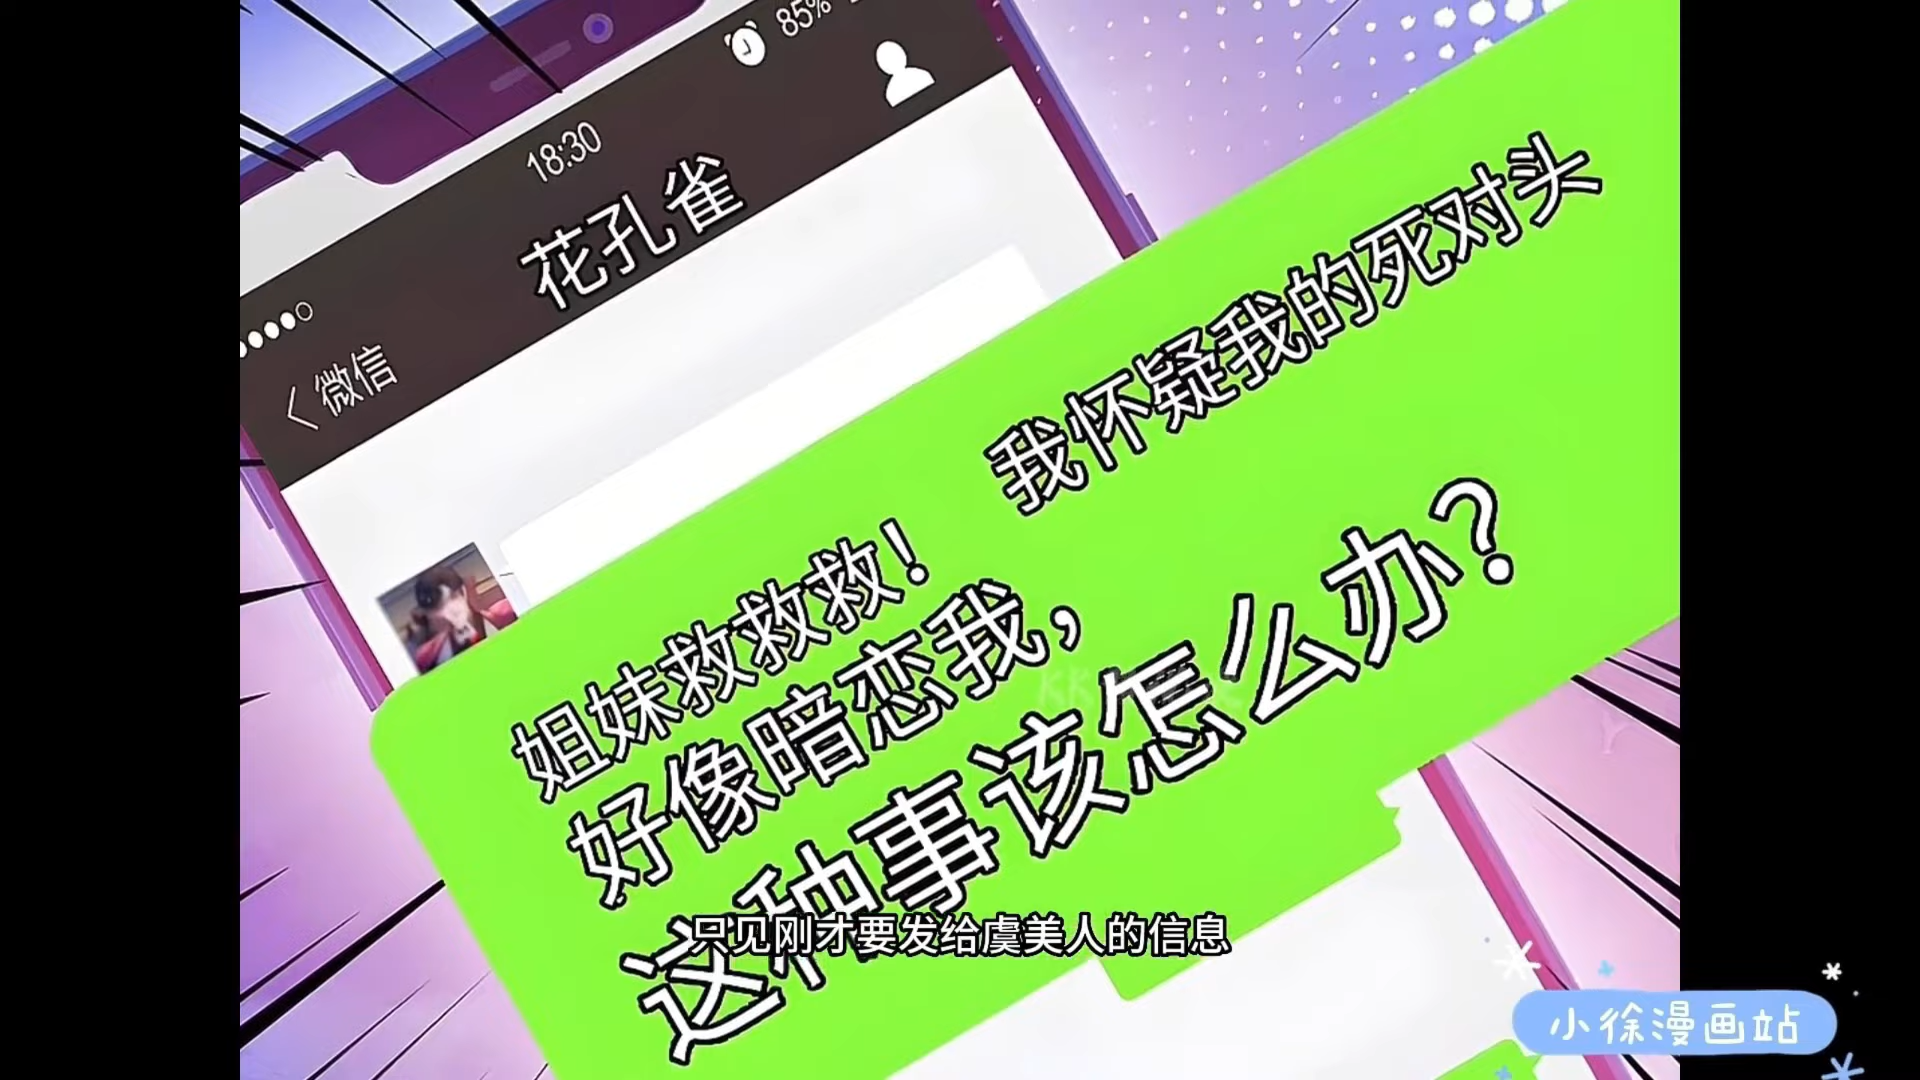 85%
18:30
花孔雀
微信
姐妹救救救！ 我怀疑我的死对头
好像暗恋我，
这种事该怎么办？
只见刚才要发给虞美人的信息
小徐漫画站